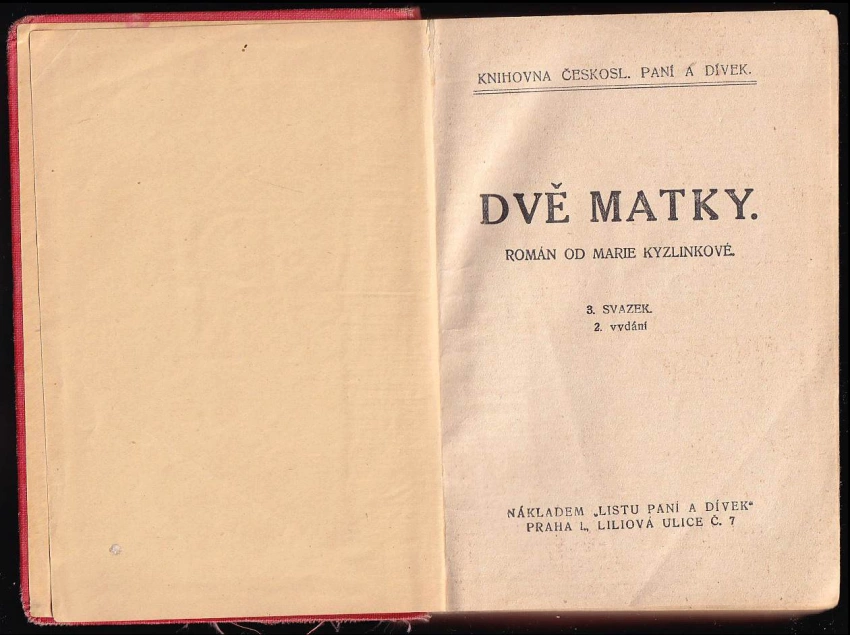 KNIHOVNA ČESKOSL. PANÍ A DÍVEK.
DVĚ MATKY.
ROMÁN OD MARIE KYZLINKOVÉ.
3. SVAZEK.
2. vydání
NÁKLADEM „LISTU PANÍ A DÍVEK“
PRAHA I., LILIOVÁ ULICE Č. 7